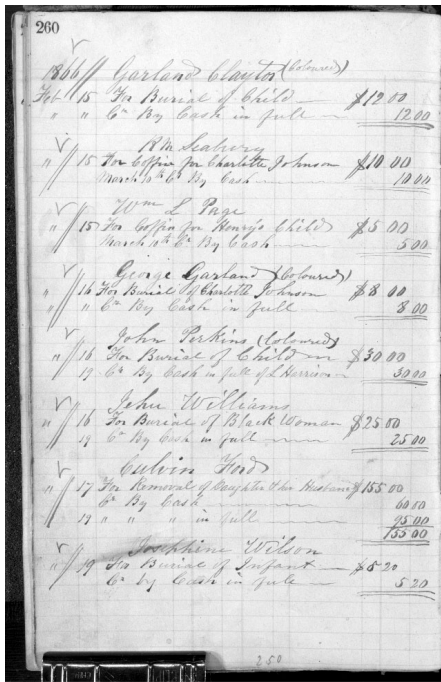 260
1866 Garland Clayton (Coloured)
Feb 15 For Burial of Child $12 00
" " Cr By Cash in full 12 00
" 15 R M Seabury
For Coffin for Charlotte Johnson $10 00
March 10th Cr By Cash 10 00
Wm L Page
" 15 For Coffin for Henry's Child $5 00
March 11th Cr By Cash 5 00
George Garland (Coloured)
" 16 For Burial of Charlotte Johnson $8 00
" " Cr By Cash in full 8 00
John Perkins (Coloured)
" 16 For Burial of Child $30 00
19 Cr By Cash in full of L Harrison 30 00
John Williams
" 16 For Burial of Black Woman $25 00
19 Cr By Cash in full 25 00
Calvin Ford
" 17 For Removal of Daughter & her Husband $155 00
Cr By Cash 60 00
19 " " " in full 95 00
155 00
Josephine Wilson
" 19 For Burial of Infant $5 20
Cr by Cash in full 5 20
250